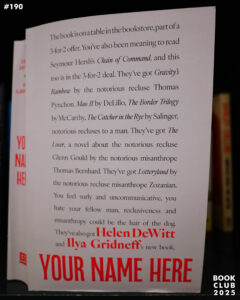 #190
The book is on a table in the bookstore, part of a
3-for-2 offer. You've also been meaning to read
Seymour Hersh's Chain of Command, and this
too is in the 3-for-2 deal. They've got Gravity's
Rainbow by the notorious recluse Thomas
Pynchon, Mao II by DeLillo, The Border Trilogy
by McCarthy, The Catcher in the Rye by Salinger,
notorious recluses to a man. They've got The
Loser, a novel about the notorious recluse
Glenn Gould by the notorious misanthrope
Thomas Bernhard. They've got Lotteryland by
the notorious recluse misanthrope Zozanian.
You feel surly and uncommunicative, you
hate your fellow man, reclusiveness and
misanthropy could be the hair of the dog.
They've also got Helen DeWitt
and Ilya Gridneff's new book,
YOUR NAME HERE
YOUR
HERE
BOOK
CLUB
2025